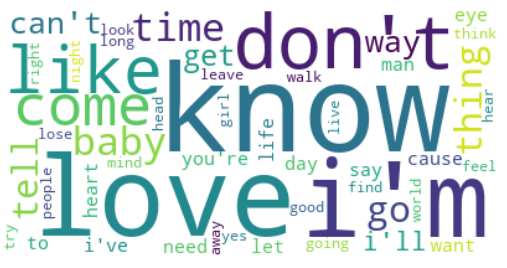 can't
look
long
time
don't
way
eye
think
like
right
night
get
leave
walk
man
thing
hear
come
know
head
girl
live
baby
lose
tell
people
mind
you're
life
day
say
cause
feel
love
i'm
heart
find
world
good
go
try
to
i've
need
away
yes
let
going
i'll
want